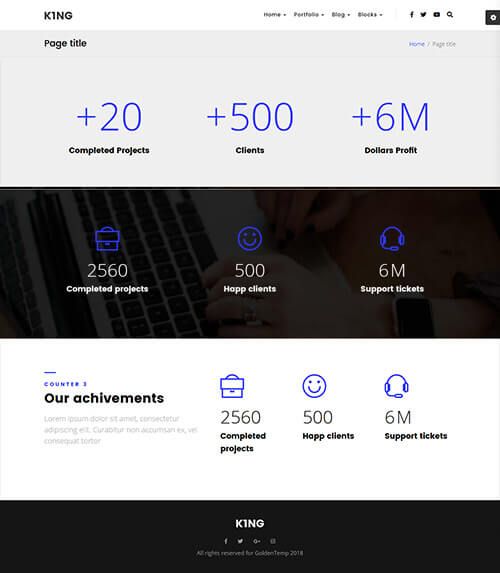 K1NG
Home Portfolio Blog Blocks
Page title
Home / Page title
+20 +500 +6M
Completed Projects Clients Dollars Profit
2560 500 6M
Completed projects Happ clients Support tickets
COUNTER 3
Our achivements
Lorem ipsum dolor sit amet, consectetur
adipiscing elit. Curabitur non accumsan ex, vel
consequat tortor
2560 500 6M
Completed projects Happ clients Support tickets
K1NG
All rights reserved for GoldenTemp 2018